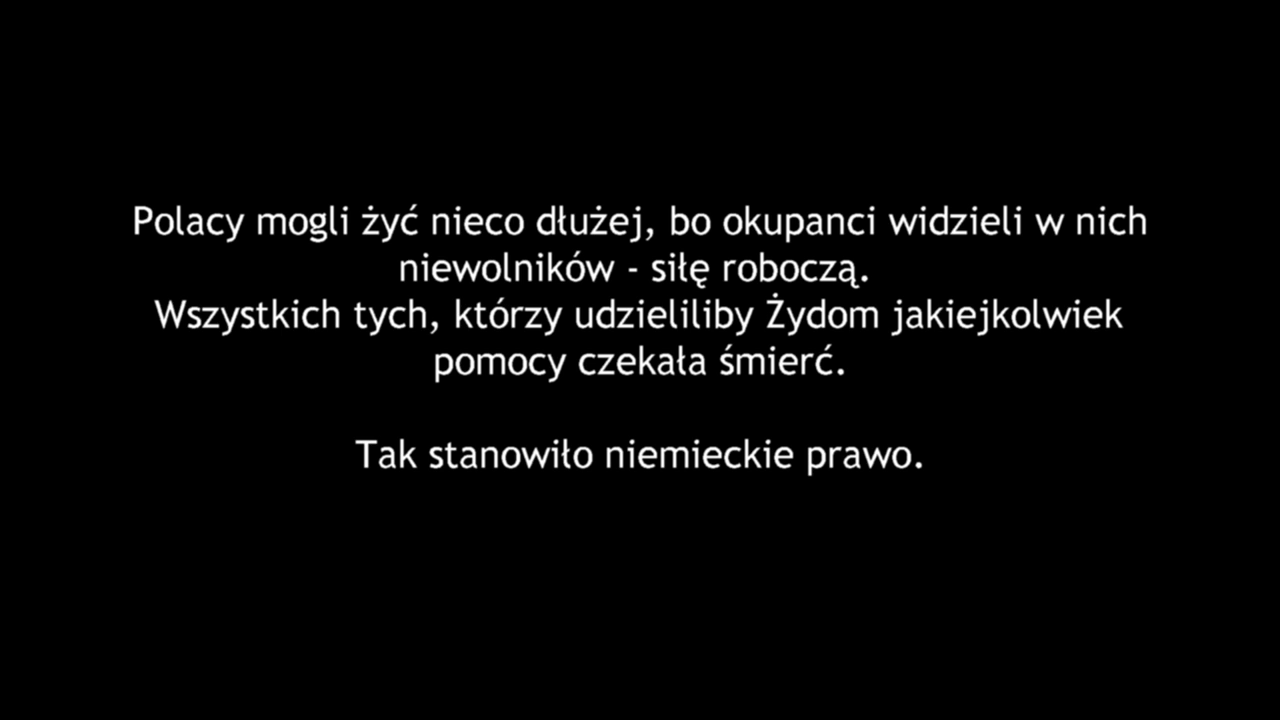 Polacy mogli żyć nieco dłużej, bo okupanci widzieli w nich
niewolników - siłę roboczą.
Wszystkich tych, którzy udzieliliby Żydom jakiejkolwiek
pomocy czekała śmierć.
Tak stanowiło niemieckie prawo.